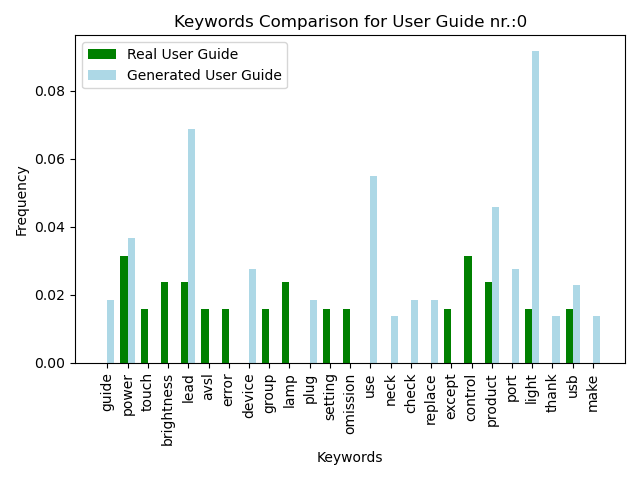 Keywords Comparison for User Guide nr.:0
Real User Guide
Generated User Guide
Frequency
0.08
0.06
0.04
0.02
0.00
guide
power
touch
brightness
lead
avsl
error
device
group
lamp
plug
setting
omission
use
neck
check
replace
except
control
product
port
light
thank
usb
make
Keywords